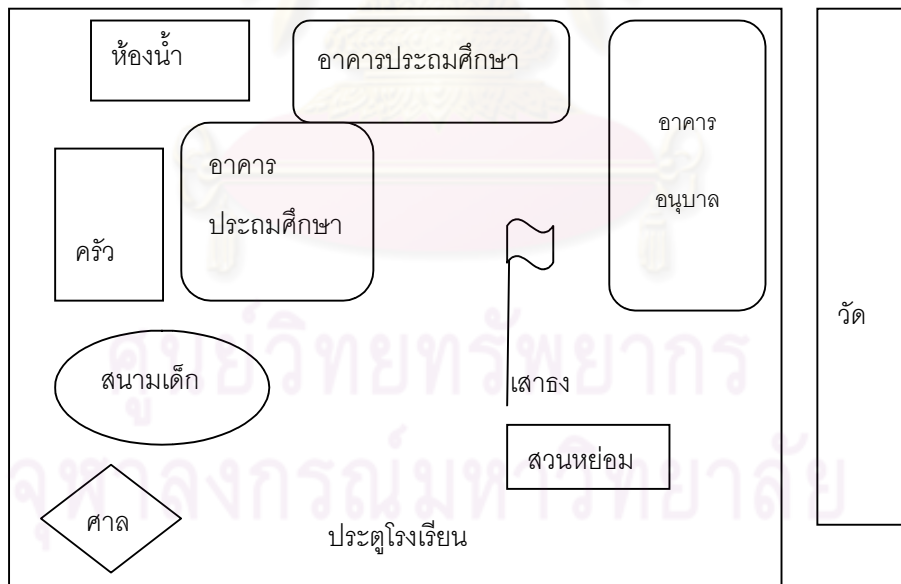 ห้องน้ำ
อาคารประถมศึกษา
อาคาร
อนุบาล
อาคาร
ประถมศึกษา
ครัว
วัด
สนามเด็ก
เสาธง
สวนหย่อม
ศาล
ประตูโรงเรียน
ศูนย์วิทยทรัพยากร
จุฬาลงกรณ์มหาวิทยาลัย